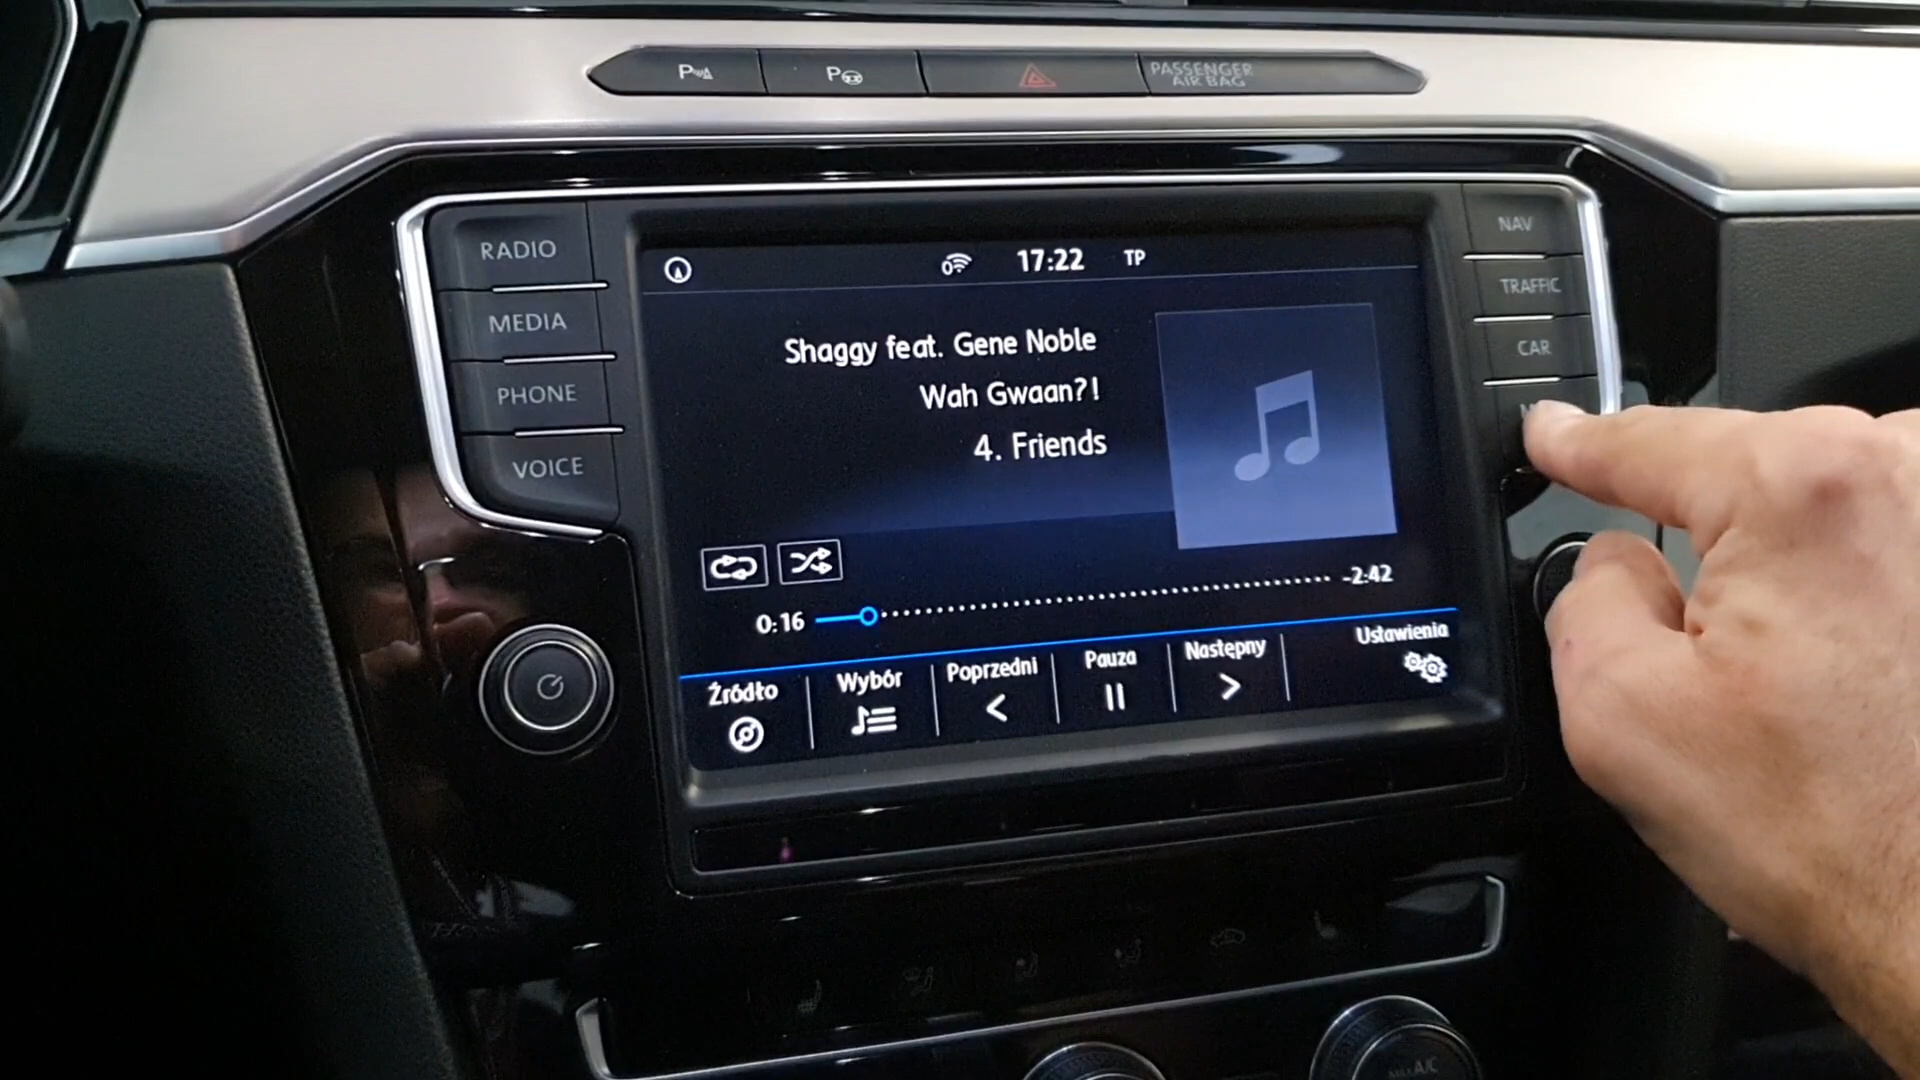 P
P
PASSENGER
AIR BAG
RADIO
MEDIA
PHONE
VOICE
NAV
TRAFFIC
CAR
0
17:22
TP
Shaggy feat. Gene Noble
Wah Gwaan?!
4. Friends
0:16
-2:42
Źródło
Wybór
Poprzedni
Pauza
Następny
Ustawienia
A/C